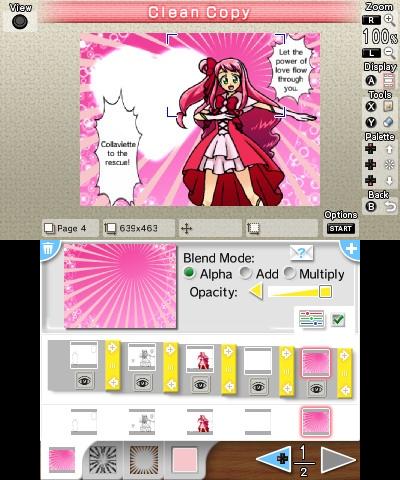 View
Clean Copy
Zoom
R
100%
L
Display
A
Tools
X
Y
Palette
Back
B
Let the
power of
love flow
through
you.
Collaviette
to the
rescue!
Options
Page 4
639x463
START
Blend Mode:
Alpha
Add
Multiply
Opacity:
1
2